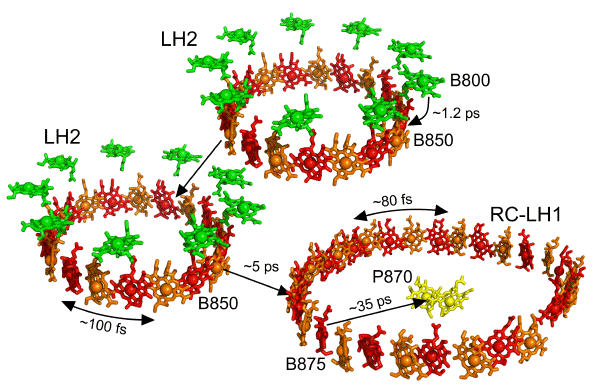 LH2
B800
~1.2 ps
B850
LH2
~80 fs
RC-LH1
P870
~5 ps
B850
~35 ps
~100 fs
B875